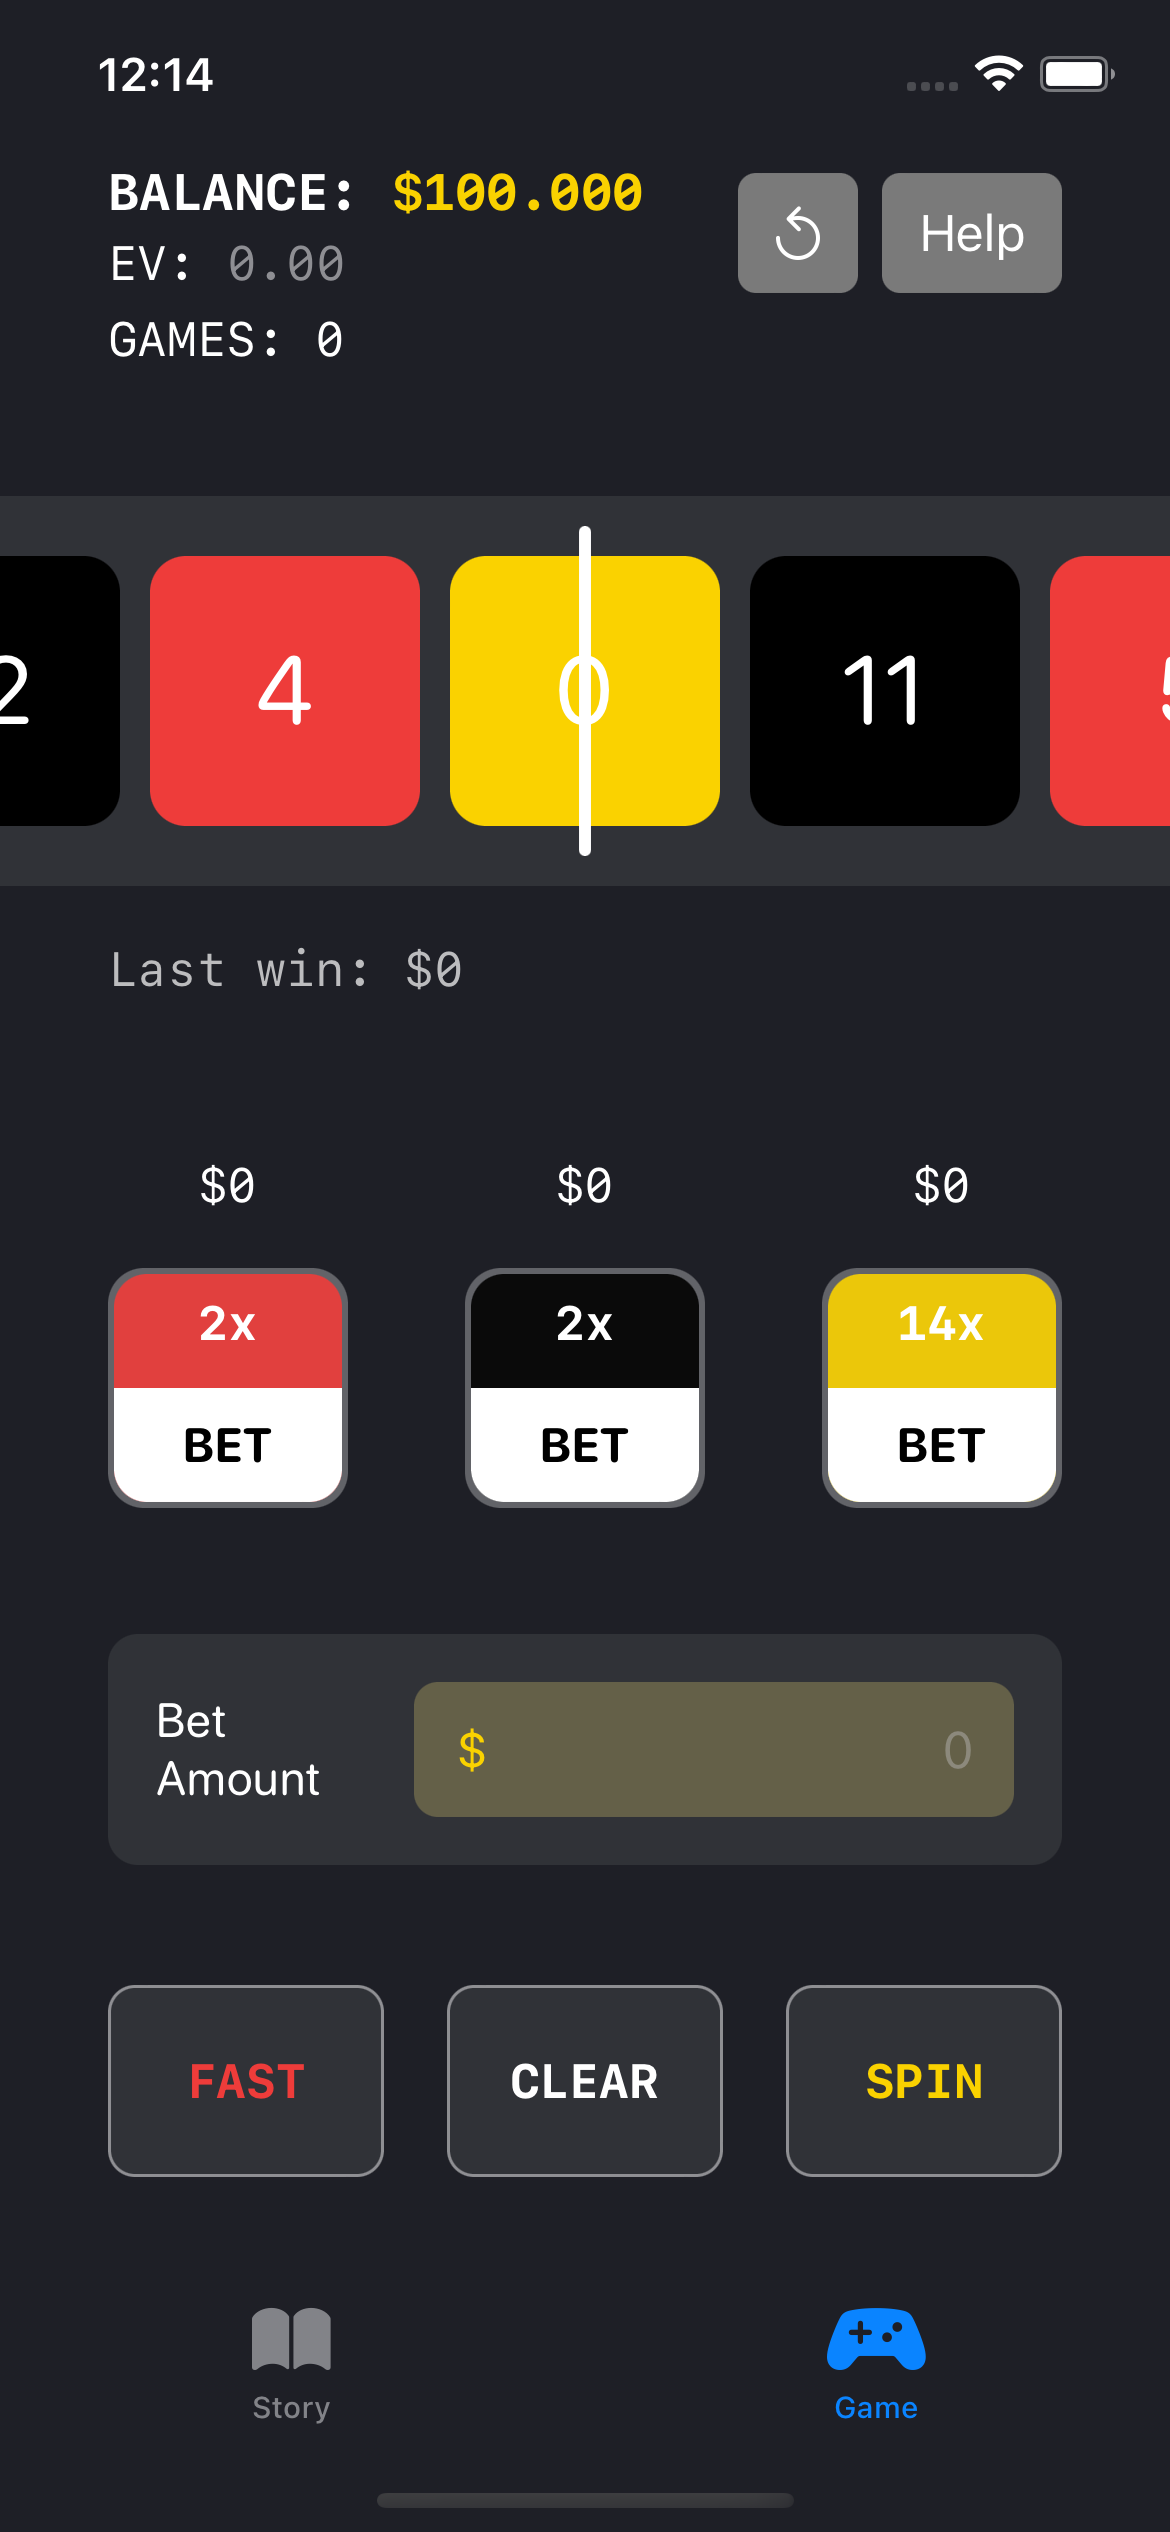 12:14
BALANCE: $100.000
EV: 0.00
GAMES: 0
Help
2 4 0 11 5
Last win: $0
$0 $0 $0
2x 2x 14x
BET BET BET
Bet
Amount
$ 0
FAST CLEAR SPIN
Story Game